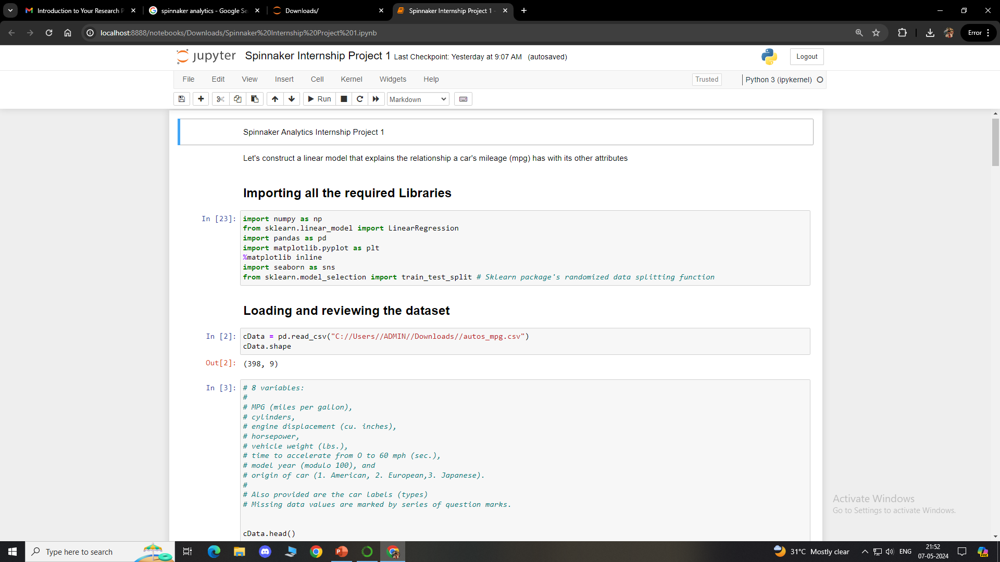 Introduction to Your Research P
spinnaker analytics - Google Se
Downloads/
Spinnaker Internship Project 1 -
localhost:8888/notebooks/Downloads/Spinnaker%20Internship%20Project%201.ipynb
Error
jupyter Spinnaker Internship Project 1 Last Checkpoint: Yesterday at 9:07 AM (autosaved)
Logout
File Edit View Insert Cell Kernel Widgets Help
Trusted
Python 3 (ipykernel)
Run
Markdown
Spinnaker Analytics Internship Project 1
Let's construct a linear model that explains the relationship a car's mileage (mpg) has with its other attributes
Importing all the required Libraries
In [23]: import numpy as np
from sklearn.linear_model import LinearRegression
import pandas as pd
import matplotlib.pyplot as plt
%matplotlib inline
import seaborn as sns
from sklearn.model_selection import train_test_split # Sklearn package's randomized data splitting function
Loading and reviewing the dataset
In [2]: cData = pd.read_csv("C://Users//ADMIN//Downloads//autos_mpg.csv")
cData.shape
Out[2]: (398, 9)
In [3]: # 8 variables:
#
# MPG (miles per gallon),
# cylinders,
# engine displacement (cu. inches),
# horsepower,
# vehicle weight (lbs.),
# time to accelerate from O to 60 mph (sec.),
# model year (modulo 100), and
# origin of car (1. American, 2. European,3. Japanese).
#
# Also provided are the car labels (types)
# Missing data values are marked by series of question marks.
cData.head()
Activate Windows
Go to Settings to activate Windows.
Type here to search
31°C Mostly clear
ENG
21:52
07-05-2024